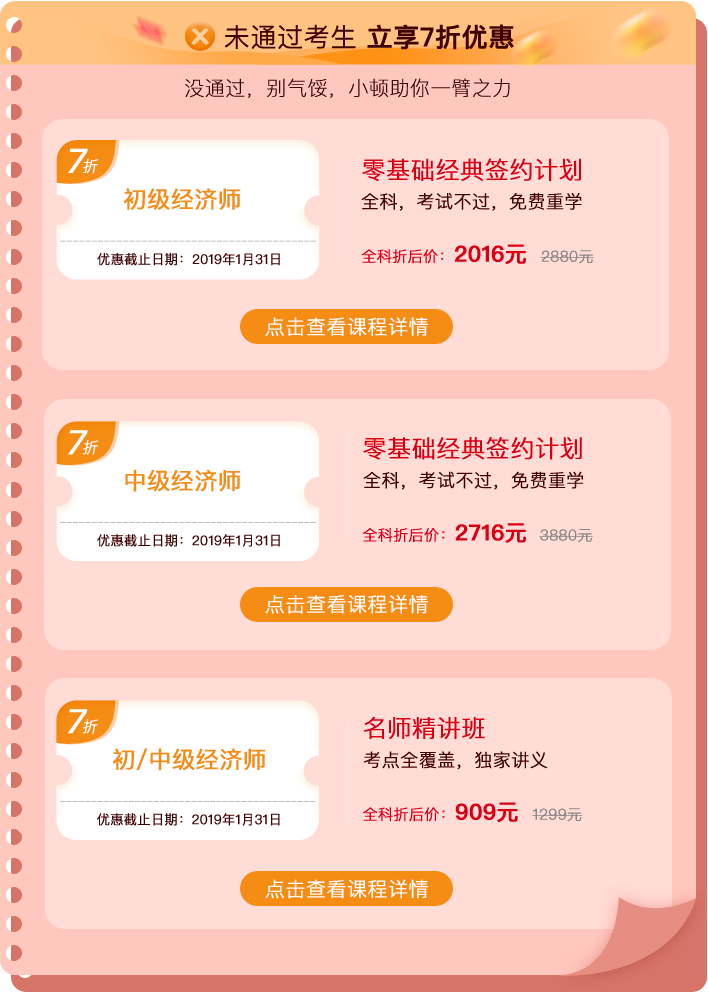 未通过考生 立享7折优惠
没通过，别气馁，小顿助你一臂之力
7折
初级经济师
优惠截止日期：2019年1月31日
零基础经典签约计划
全科，考试不过，免费重学
全科折后价：2016元 2880元
点击查看课程详情
7折
中级经济师
优惠截止日期：2019年1月31日
零基础经典签约计划
全科，考试不过，免费重学
全科折后价：2716元 3880元
点击查看课程详情
7折
初/中级经济师
优惠截止日期：2019年1月31日
名师精讲班
考点全覆盖，独家讲义
全科折后价：909元 1299元
点击查看课程详情